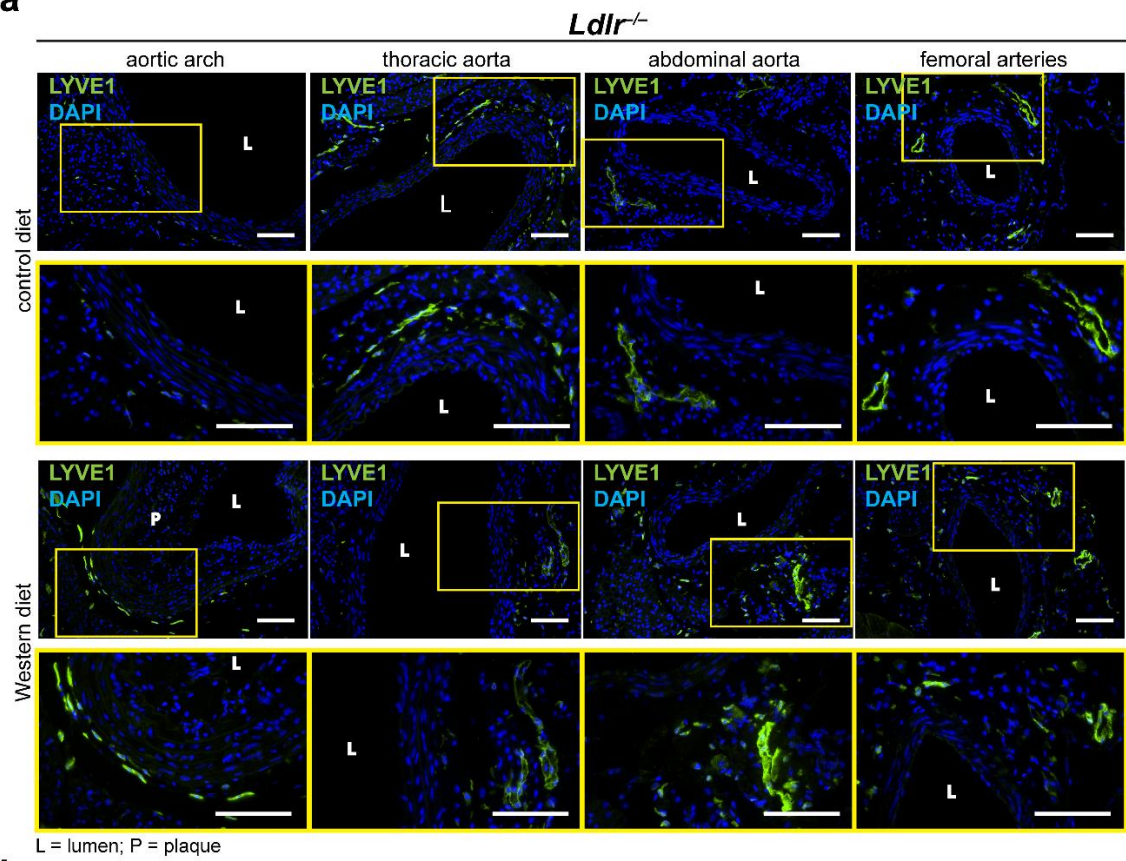 a
Ldlr–/–
aortic arch thoracic aorta abdominal aorta femoral arteries
control diet
LYVE1 LYVE1 LYVE1 LYVE1
DAPI DAPI DAPI DAPI
L L L L
L L L L
Western diet
LYVE1 LYVE1 LYVE1 LYVE1
DAPI DAPI DAPI DAPI
P L L L L
L L L
L
L = lumen; P = plaque